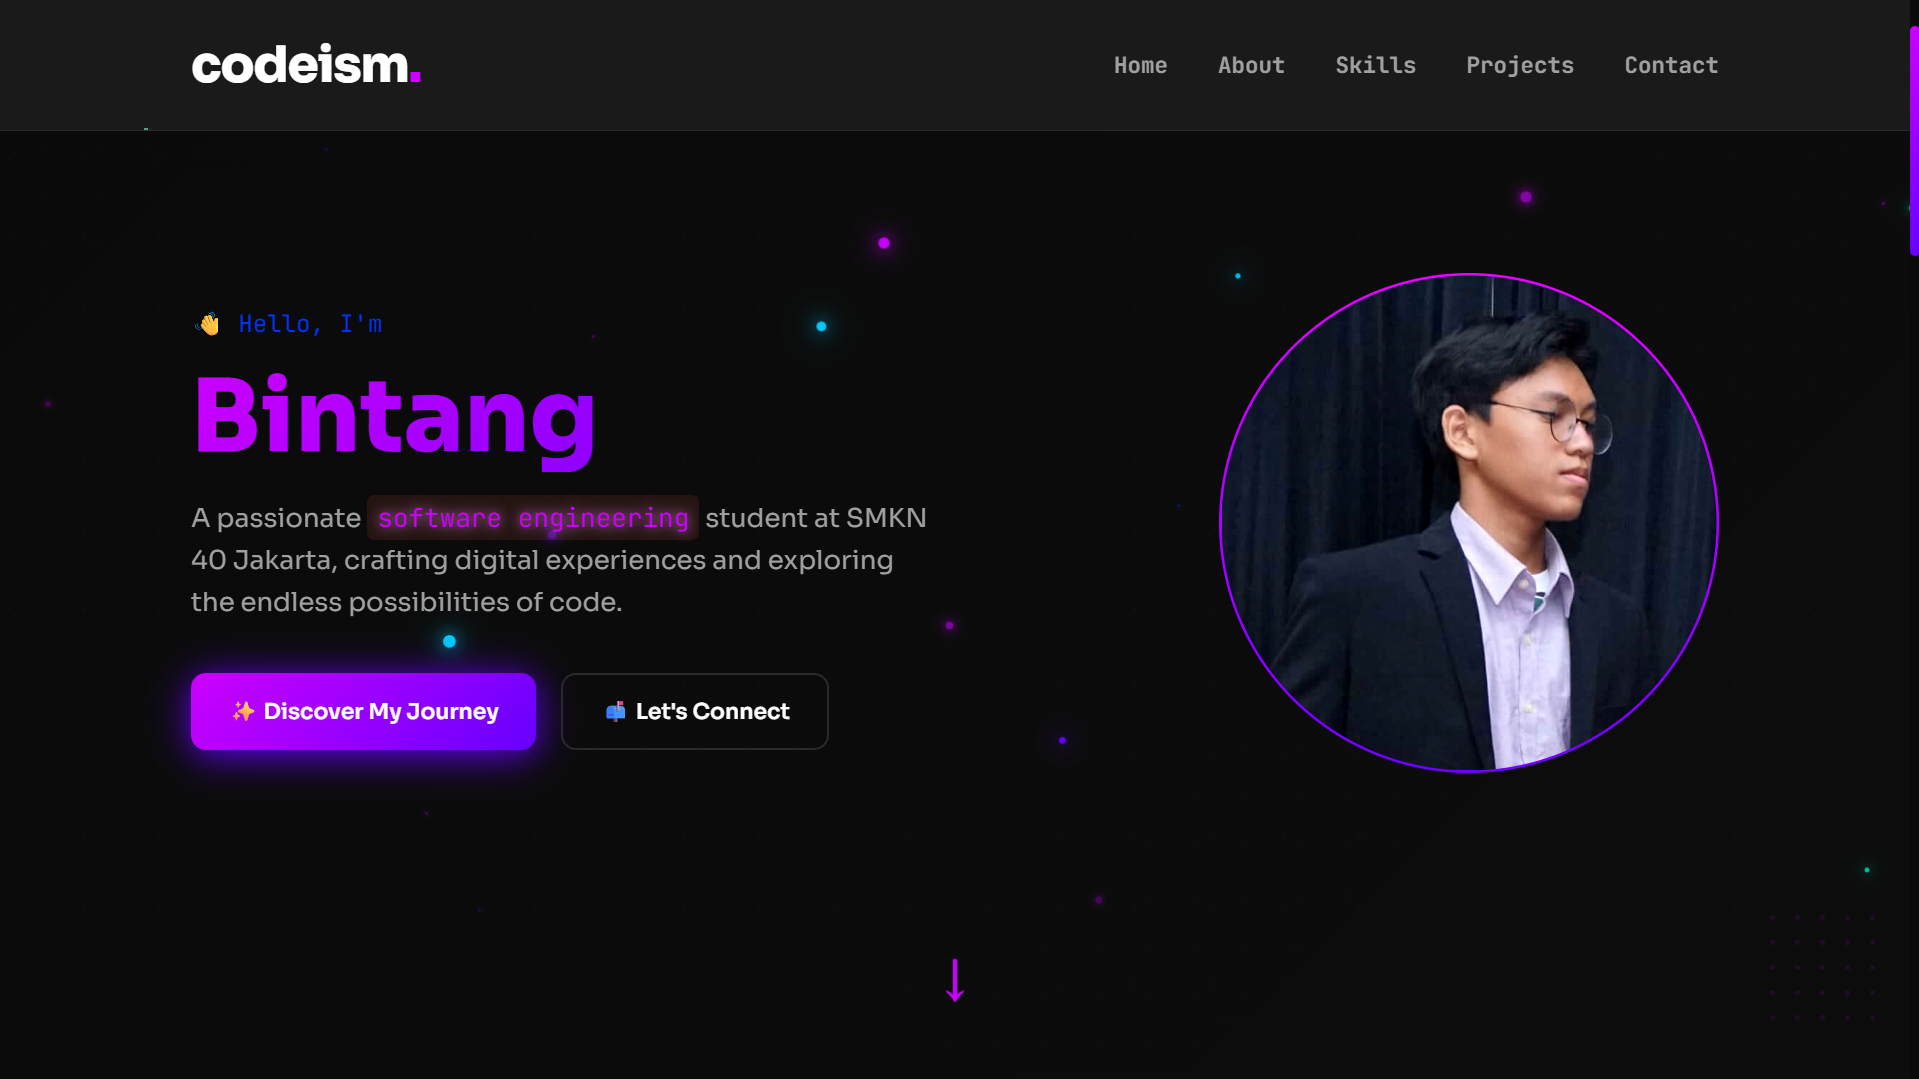 codeism.
Home About Skills Projects Contact
👋 Hello, I'm
Bintang
A passionate software engineering student at SMKN
40 Jakarta, crafting digital experiences and exploring
the endless possibilities of code.
✨ Discover My Journey
📬 Let's Connect
↓